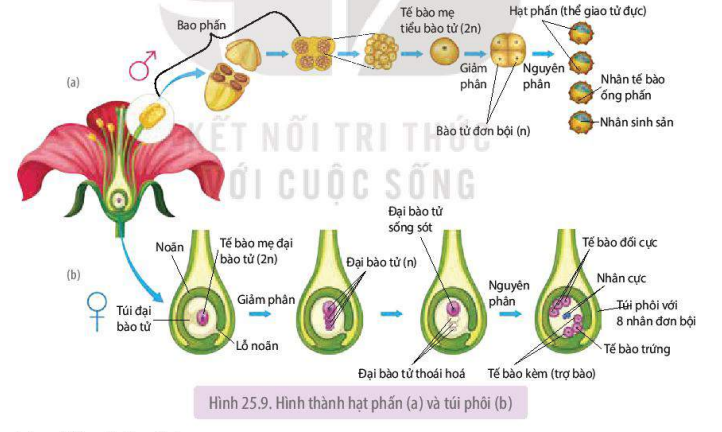 Bao phấn
Tế bào mẹ
tiểu bào tử (2n)
Hạt phấn (thể giao tử đực)
(a)
Giảm
phân
Nguyên
phân
Nhân tế bào
ống phấn
Nhân sinh sản
Bào tử đơn bội (n)
KẾT NỐI TRI THỨC
VỚI CUỘC SỐNG
(b)
Noãn
Tế bào mẹ đại
bào tử (2n)
Túi đại
bào tử
Lỗ noãn
Giảm phân
Đại bào tử (n)
Đại bào tử
sống sót
Đại bào tử thoái hoá
Nguyên
phân
Tế bào đối cực
Nhân cực
Túi phôi với
8 nhân đơn bội
Tế bào trứng
Tế bào kèm (trợ bào)
Hình 25.9. Hình thành hạt phấn (a) và túi phôi (b)